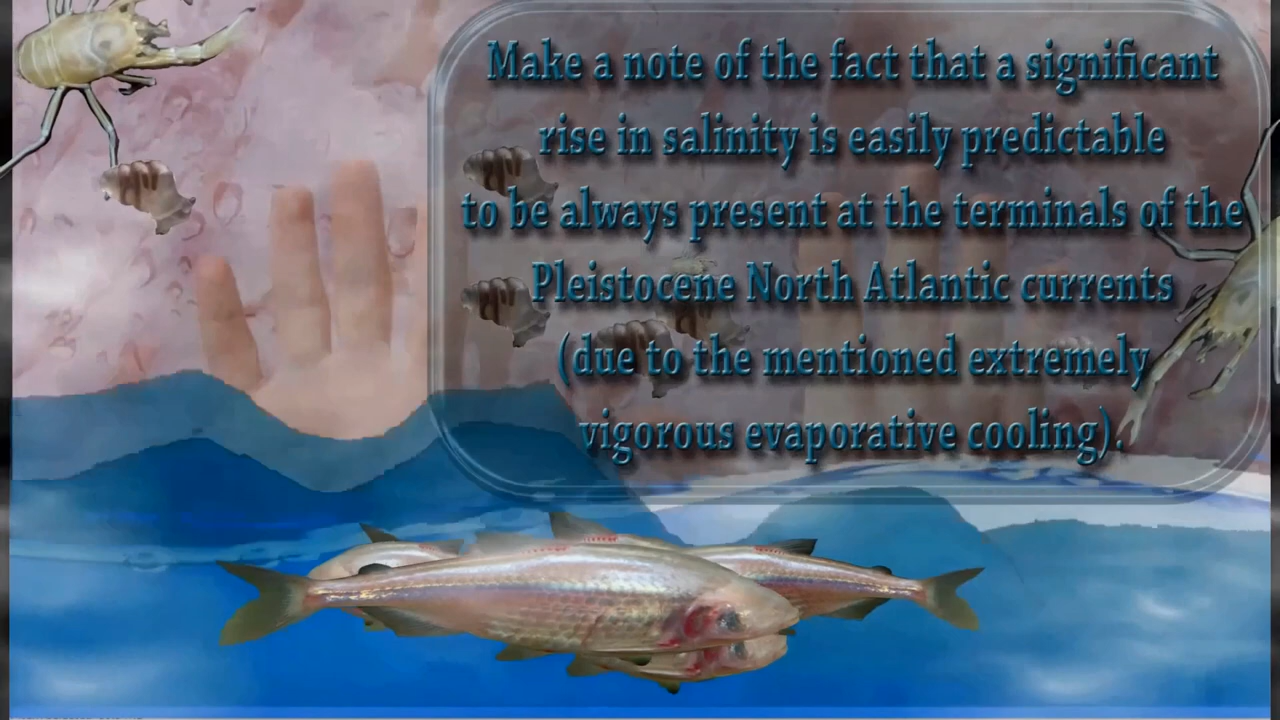 Make a note of the fact that a significant
rise in salinity is easily predictable
to be always present at the terminals of the
Pleistocene North Atlantic currents
(due to the mentioned extremely
vigorous evaporative cooling).